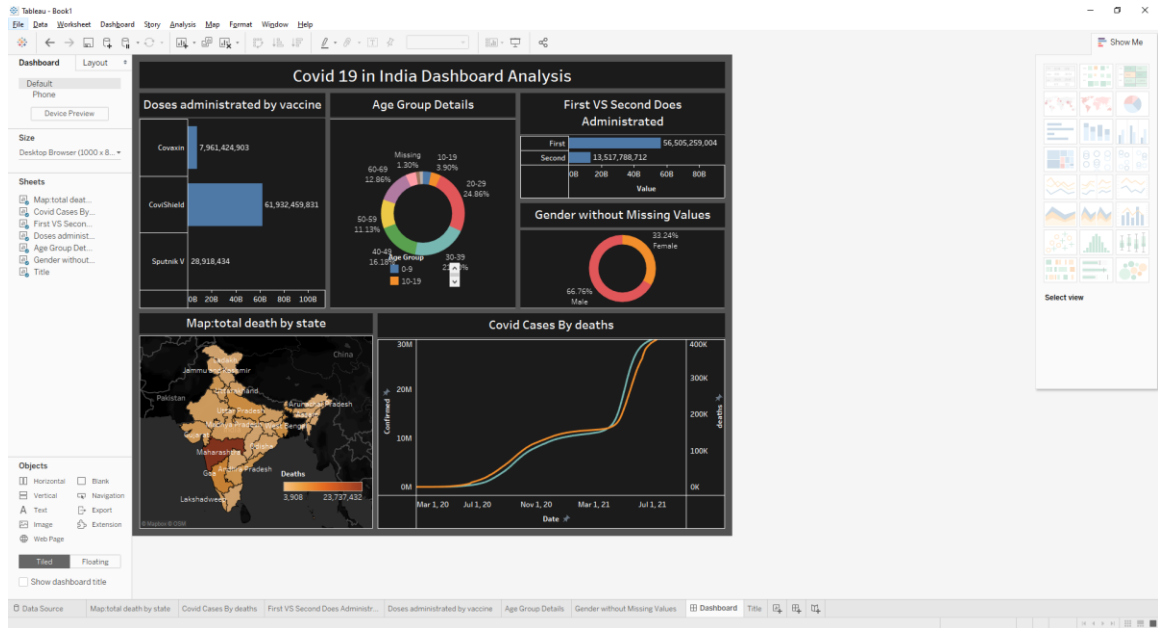 Tableau - Book1
File Data Worksheet Dashboard Story Analysis Map Format Window Help
Show Me
Dashboard Layout
Default
Phone
Device Preview
Size
Desktop Browser (1000 x 8...
Sheets
Map:total deat...
Covid Cases By...
First VS Secon...
Doses administ...
Age Group Det...
Gender without...
Title
Objects
Horizontal Blank
Vertical Navigation
Text Export
Image Extension
Web Page
Tiled Floating
Show dashboard title
Covid 19 in India Dashboard Analysis
Doses administrated by vaccine
Covaxin 7,961,424,903
CoviShield 61,932,459,831
Sputnik V 28,918,434
0B 20B 40B 60B 80B 100B
Age Group Details
Missing
1.30%
10-19
3.90%
20-29
24.86%
30-39
40-49
50-59
11.13%
60-69
12.86%
Age Group
0-9
10-19
First VS Second Does
Administrated
First 56,505,259,004
Second 13,517,788,712
0B 20B 40B 60B 80B
Value
Gender without Missing Values
33.24%
Female
66.76%
Male
Map:total death by state
China
Ladakh
Jammu and Kashmir
Pakistan
Uttar Pradesh
Arunachal Pradesh
Madhya Pradesh West Bengal
Gujarat
Odisha
Maharashtra
Goa Andhra Pradesh
Lakshadweep
Deaths
3,908 23,737,432
© Mapbox © OSM
Covid Cases By deaths
Confirmed
30M
20M
10M
0M
deaths
400K
300K
200K
100K
0K
Mar 1, 20 Jul 1, 20 Nov 1, 20 Mar 1, 21 Jul 1, 21
Date
Select view
Data Source Map:total death by state Covid Cases By deaths First VS Second Does Administr... Doses administrated by vaccine Age Group Details Gender without Missing Values Dashboard Title